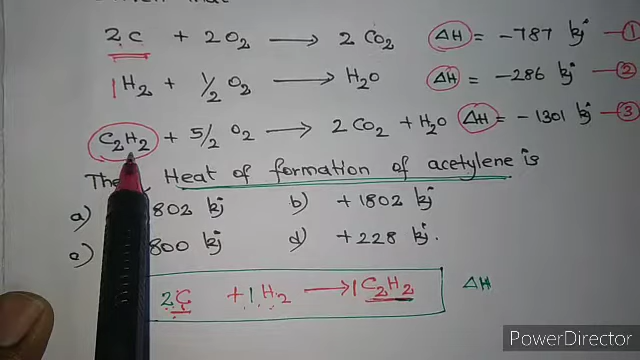 2C + 2O₂ ⟶ 2CO₂ ΔH = -787 kj —①
1H₂ + ½O₂ ⟶ H₂O ΔH = -286 kj —②
C₂H₂ + 5/2 O₂ ⟶ 2CO₂ + H₂O ΔH = -1301 kj —③
The Heat of formation of acetylene is
a) 802 kj b) +1802 kj
c) 800 kj d) +228 kj.
2C + 1H₂ ⟶ 1C₂H₂ ΔH
PowerDirector